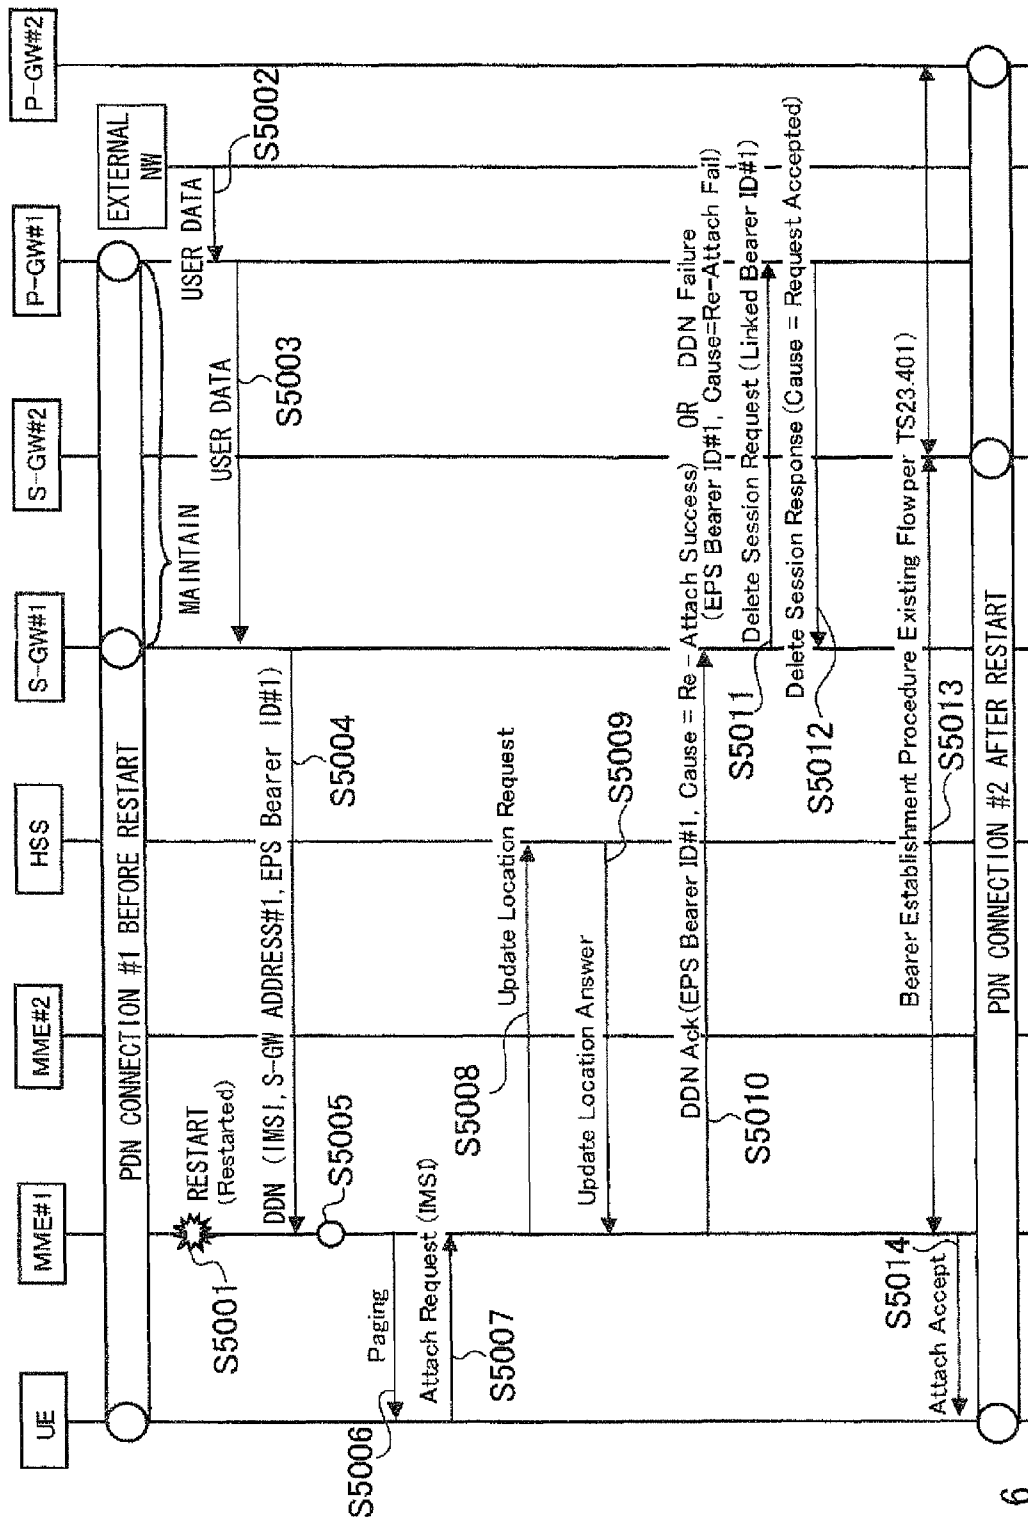 UE
MME#1
MME#2
HSS
S-GW#1
S-GW#2
P-GW#1
EXTERNAL
NW
P-GW#2
PDN CONNECTION #1 BEFORE RESTART
MAINTAIN
S5001
RESTART
(Restarted)
USER DATA
S5002
USER DATA
S5003
DDN (IMSI, S-GW ADDRESS#1, EPS Bearer ID#1)
S5004
S5005
Paging
S5006
Attach Request (IMSI)
S5007
Update Location Request
S5008
Update Location Answer
S5009
DDN Ack(EPS Bearer ID#1, Cause = Re - Attach Success) OR DDN Failure
(EPS Bearer ID#1, Cause=Re-Attach Fail)
S5010
Delete Session Request (Linked Bearer ID#1)
S5011
Delete Session Response (Cause = Request Accepted)
S5012
Bearer Establishment Procedure Existing Flowper TS23.401)
S5013
S5014
Attach Accept
PDN CONNECTION #2 AFTER RESTART
6